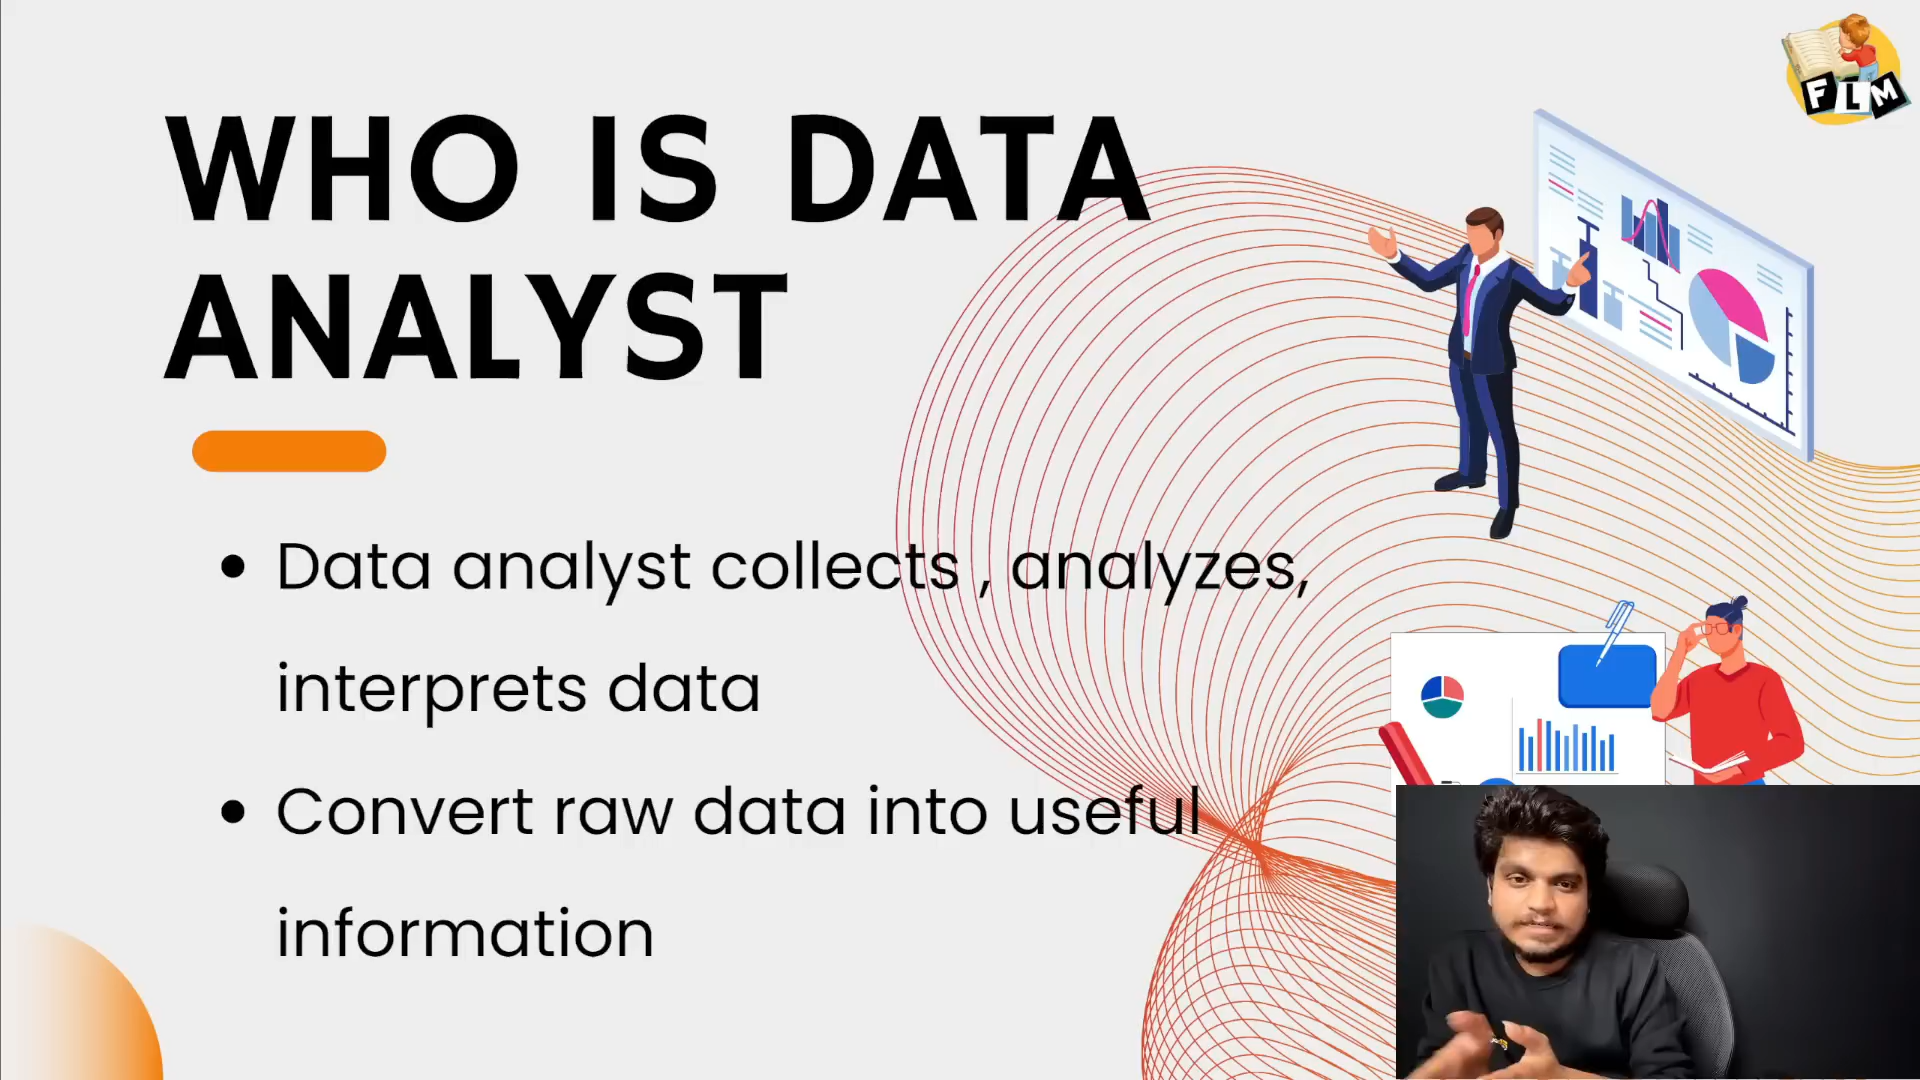 WHO IS DATA
ANALYST
FLM
• Data analyst collects , analyzes,
interprets data
• Convert raw data into useful
information